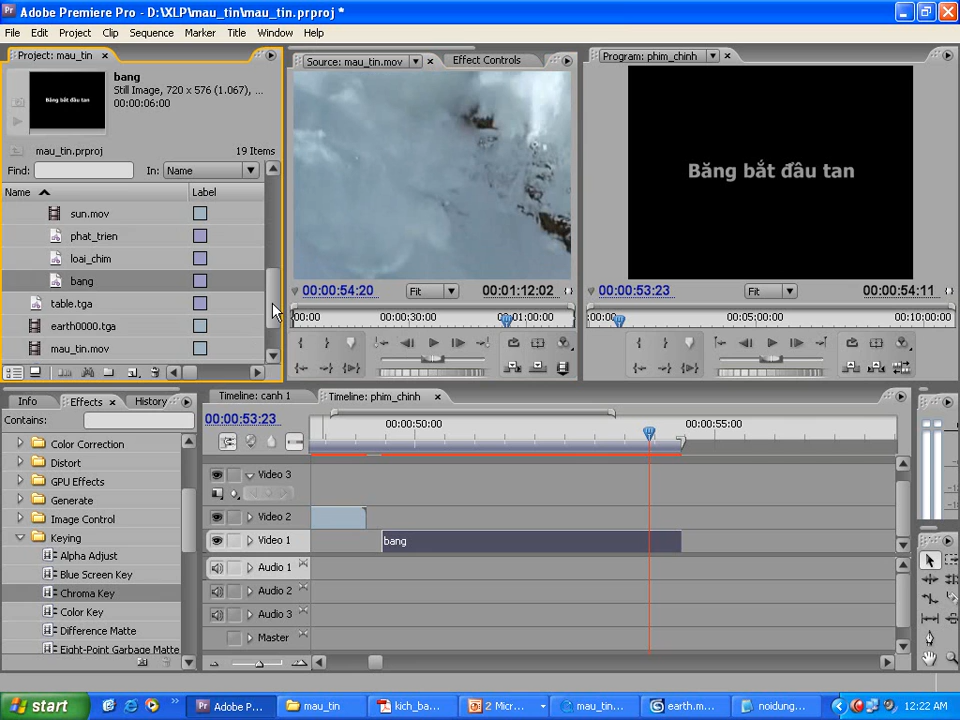 Adobe Premiere Pro - D:\XLP\mau_tin\mau_tin.prproj *
File Edit Project Clip Sequence Marker Title Window Help
Project: mau_tin
bang
Still Image, 720 x 576 (1.067), ...
00:00:06:00
Băng bắt đầu tan
mau_tin.prproj 19 Items
Find: In: Name
Name Label
sun.mov
phat_trien
loai_chim
bang
table.tga
earth0000.tga
mau_tin.mov
Source: mau_tin.mov Effect Controls
00:00:54:20 Fit 00:01:12:02
00:00 00:00:30:00 00:01:00:00
Program: phim_chinh
Băng bắt đầu tan
00:00:53:23 Fit 00:00:54:11
00:00 00:05:00:00 00:10:00:00
Info Effects History
Contains:
Color Correction
Distort
GPU Effects
Generate
Image Control
Keying
Alpha Adjust
Blue Screen Key
Chroma Key
Color Key
Difference Matte
Eight-Point Garbage Matte
Timeline: canh 1 Timeline: phim_chinh
00:00:53:23
00:00:50:00 00:00:55:00
Video 3
Video 2
Video 1 bang
Audio 1
Audio 2
Audio 3
Master
start Adobe P... mau_tin kich_ba... 2 Micr... mau_tin... earth.m... noidung... 12:22 AM